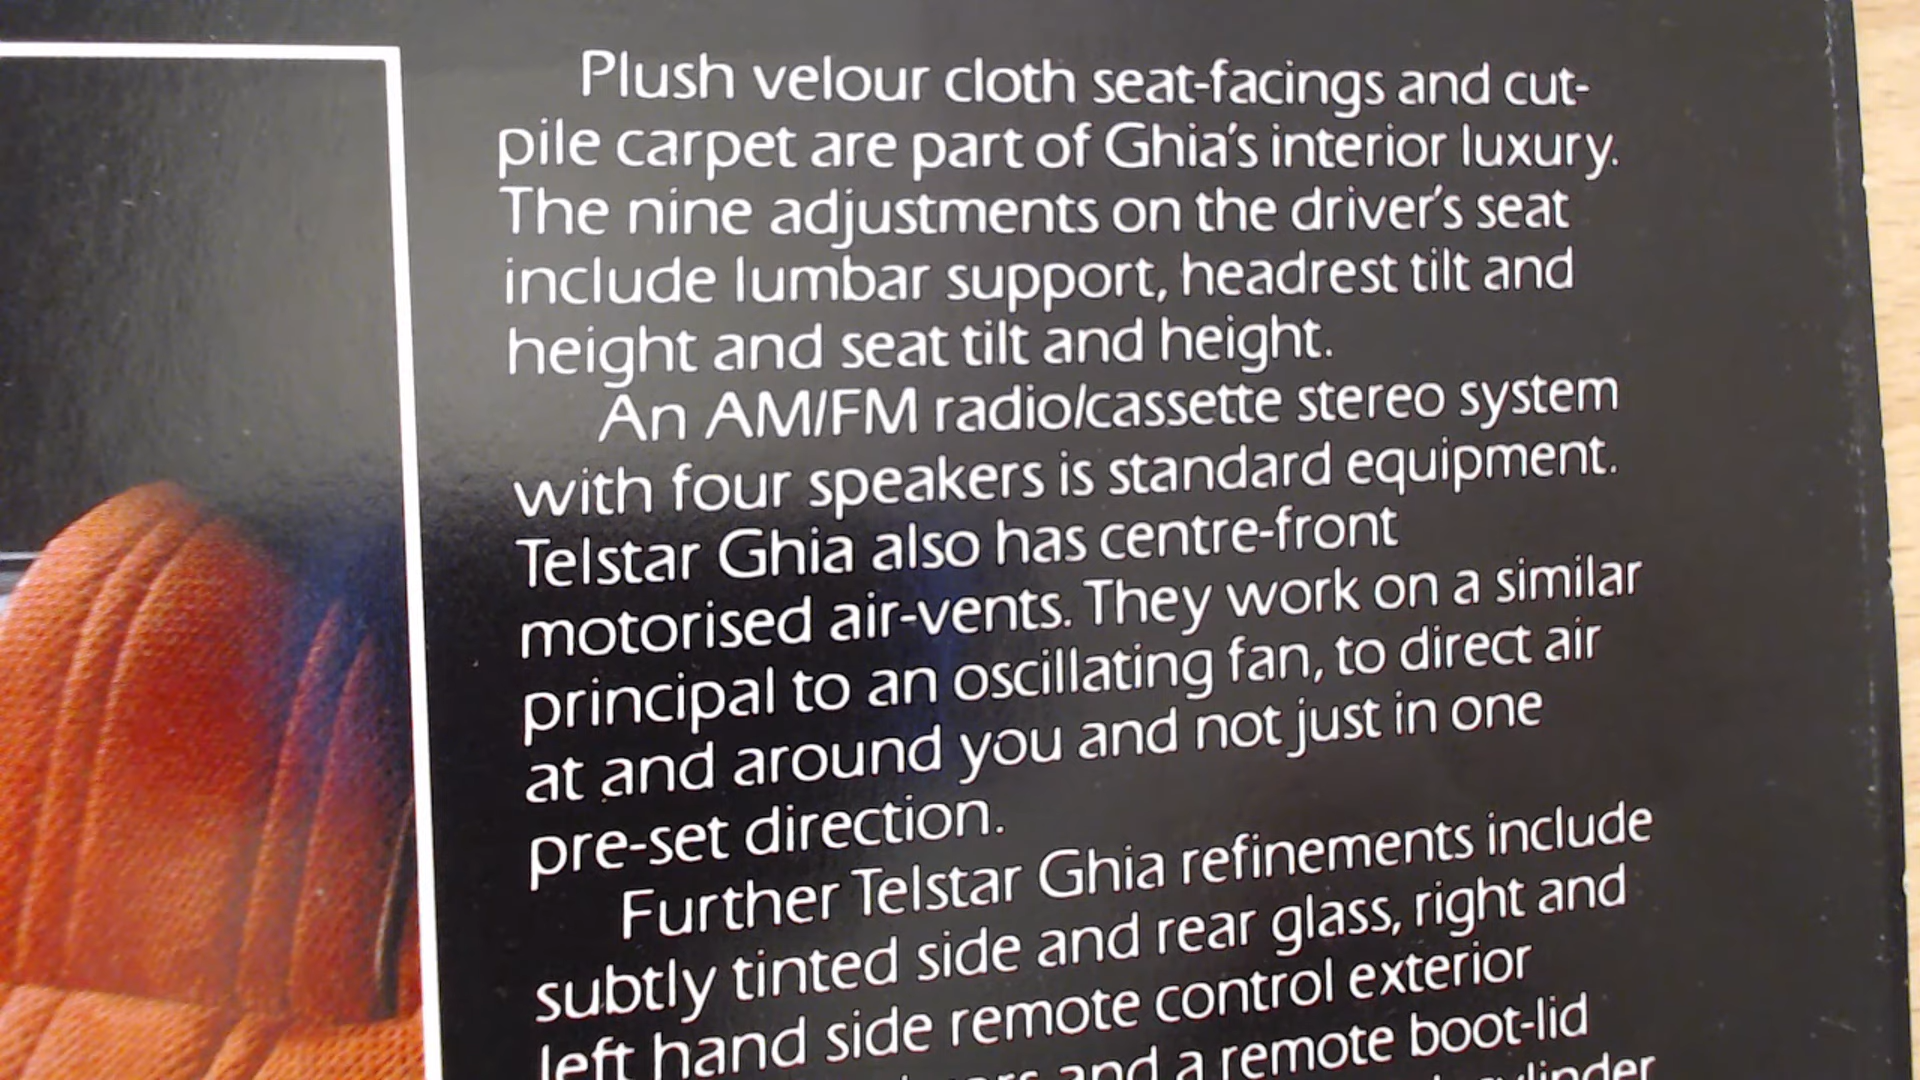 Plush velour cloth seat-facings and cut-
pile carpet are part of Ghia's interior luxury.
The nine adjustments on the driver's seat
include lumbar support, headrest tilt and
height and seat tilt and height.
An AM/FM radio/cassette stereo system
with four speakers is standard equipment.
Telstar Ghia also has centre-front
motorised air-vents. They work on a similar
principal to an oscillating fan, to direct air
at and around you and not just in one
pre-set direction.
Further Telstar Ghia refinements include
subtly tinted side and rear glass, right and
left hand side remote control exterior
and a remote boot-lid
cylinder